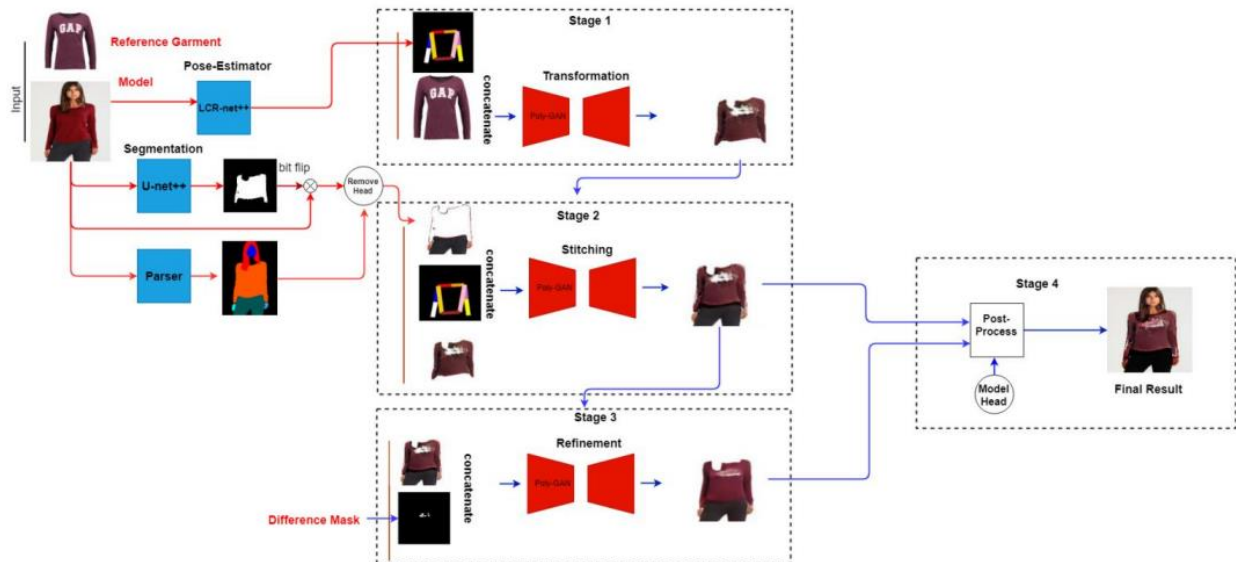 Stage 1
GAP
Reference Garment
Pose-Estimator
Model
Input
LCR-net++
GAP
concatenate
Transformation
Poly-GAN
Segmentation
U-net++
bit flip
Remove
Head
Parser
Stage 2
concatenate
Stitching
Poly-GAN
Stage 3
concatenate
Refinement
Poly-GAN
Difference Mask
Stage 4
Post-
Process
Model
Head
Final Result